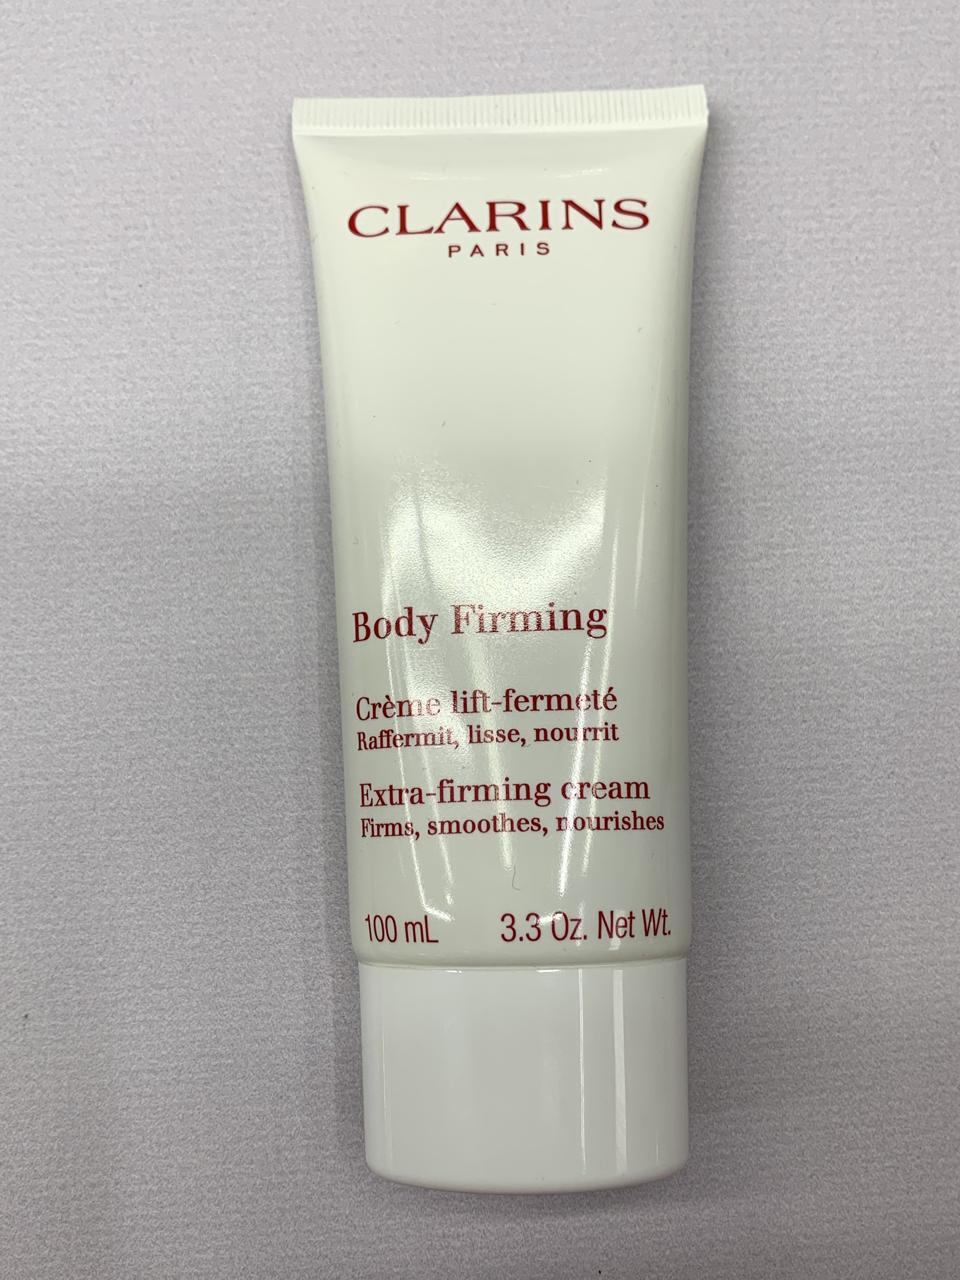 CLARINS
PARIS
Body Firming
Crème lift-fermeté
Raffermit, lisse, nourrit
Extra-firming cream
Firms, smoothes, nourishes
100 mL 3.3 Oz. Net Wt.